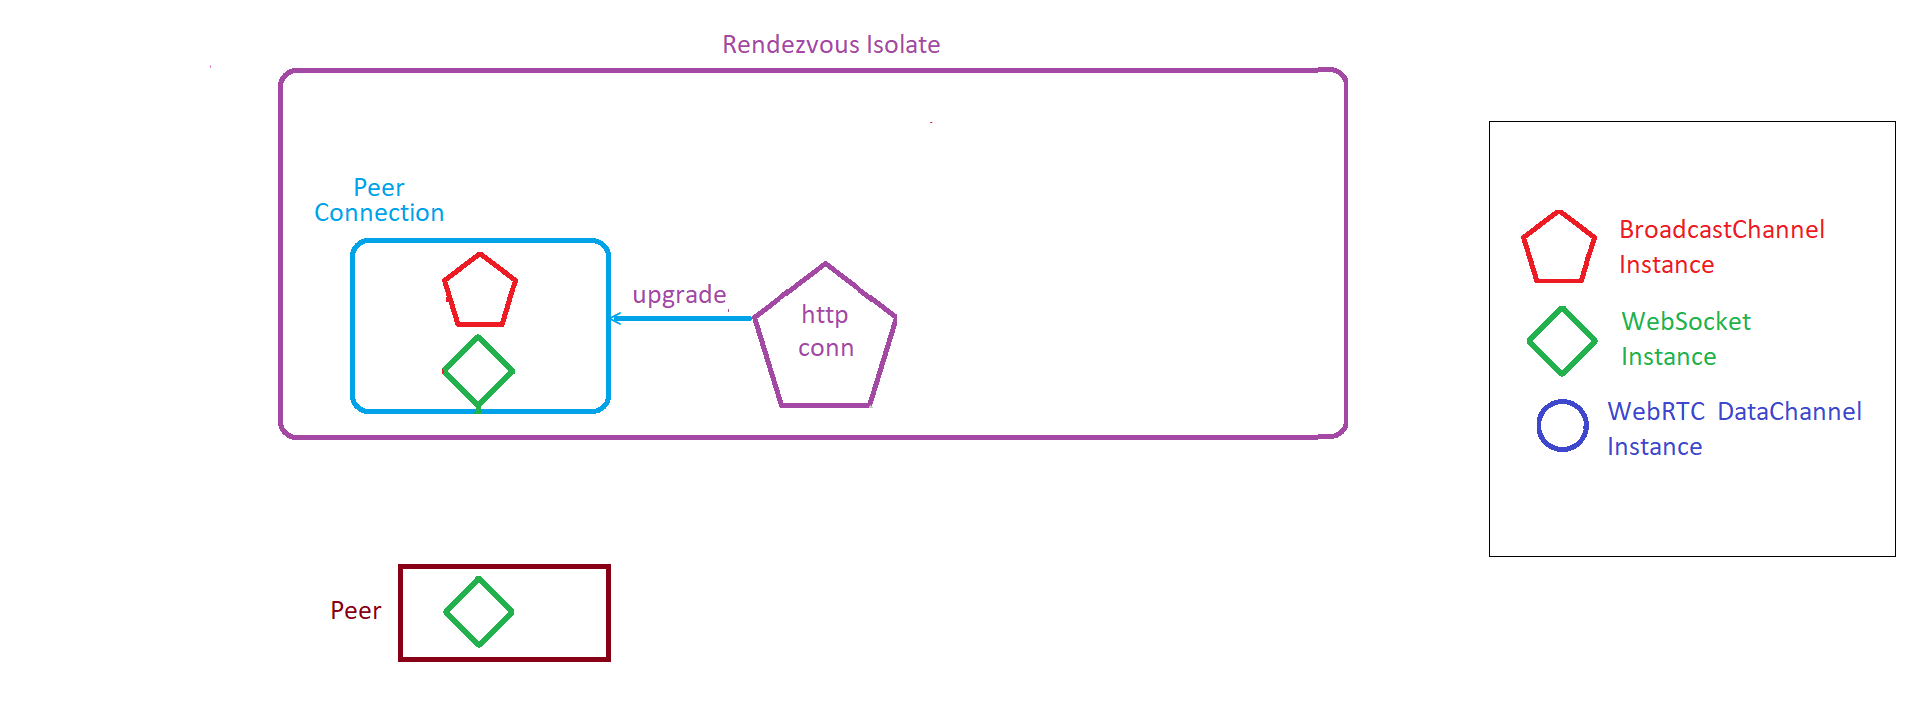 Rendezvous Isolate
Peer
Connection
upgrade
http
conn
Peer
BroadcastChannel
Instance
WebSocket
Instance
WebRTC DataChannel
Instance